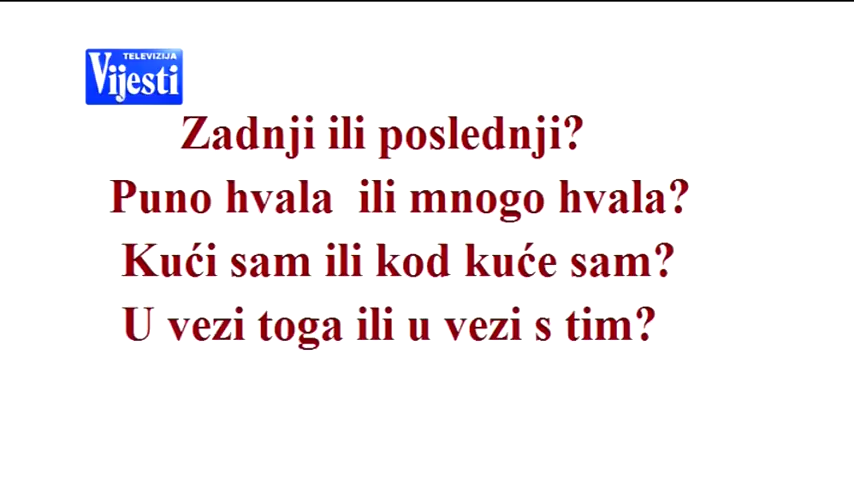 TELEVIZIJA
Vijesti
Zadnji ili poslednji?
Puno hvala ili mnogo hvala?
Kući sam ili kod kuće sam?
U vezi toga ili u vezi s tim?